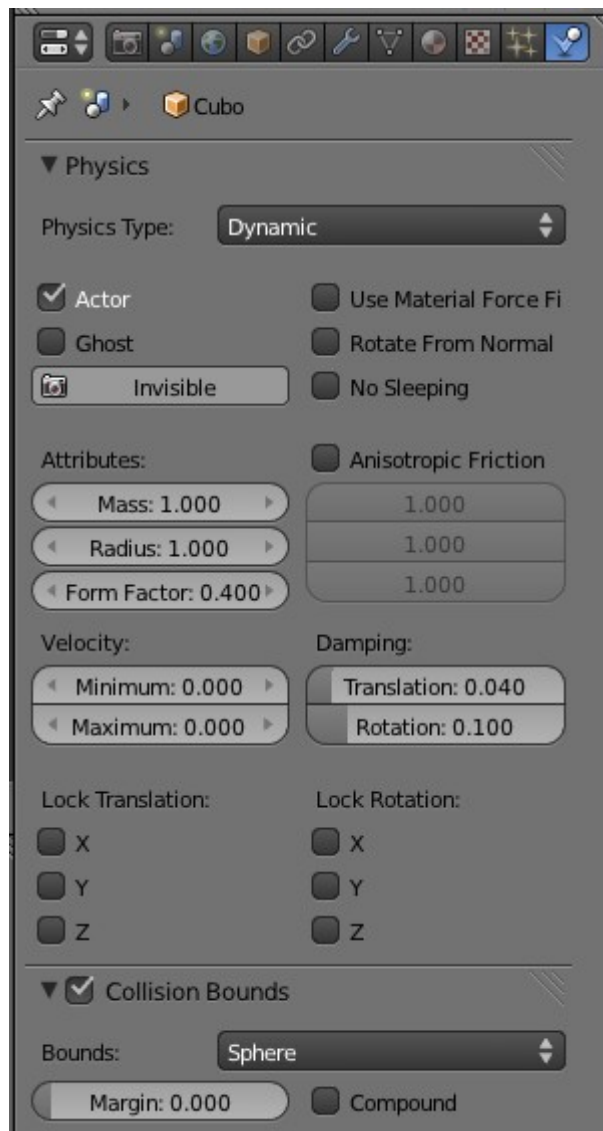 Cubo
Physics
Physics Type: Dynamic
Actor Use Material Force Fi
Ghost Rotate From Normal
Invisible No Sleeping
Attributes: Anisotropic Friction
Mass: 1.000 1.000
Radius: 1.000 1.000
Form Factor: 0.400 1.000
Velocity: Damping:
Minimum: 0.000 Translation: 0.040
Maximum: 0.000 Rotation: 0.100
Lock Translation: Lock Rotation:
X X
Y Y
Z Z
Collision Bounds
Bounds: Sphere
Margin: 0.000 Compound